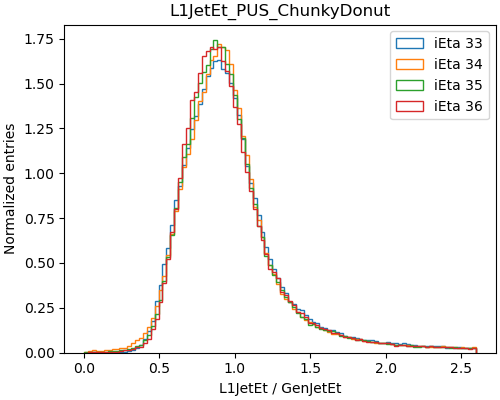 L1JetEt_PUS_ChunkyDonut
iEta 33
iEta 34
iEta 35
iEta 36
Normalized entries
1.75
1.50
1.25
1.00
0.75
0.50
0.25
0.00
0.0 0.5 1.0 1.5 2.0 2.5
L1JetEt / GenJetEt